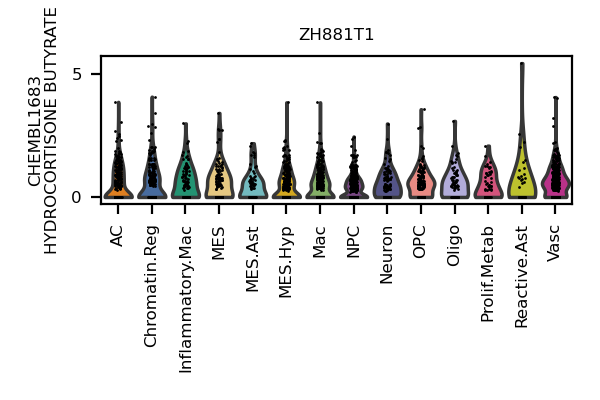 ZH881T1
CHEMBL1683
HYDROCORTISONE BUTYRATE
5
0
AC
Chromatin.Reg
Inflammatory.Mac
MES
MES.Ast
MES.Hyp
Mac
NPC
Neuron
OPC
Oligo
Prolif.Metab
Reactive.Ast
Vasc